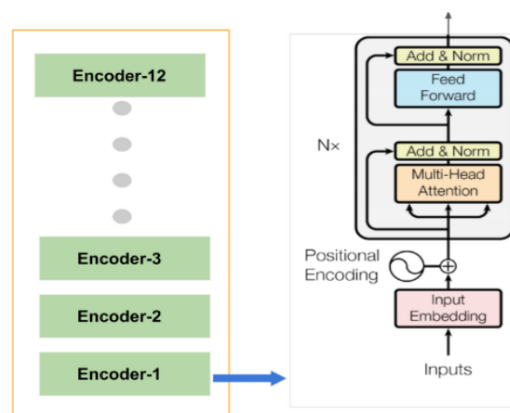 Encoder-12
Encoder-3
Encoder-2
Encoder-1
Add & Norm
Feed
Forward
Nx
Add & Norm
Multi-Head
Attention
Positional
Encoding
Input
Embedding
Inputs